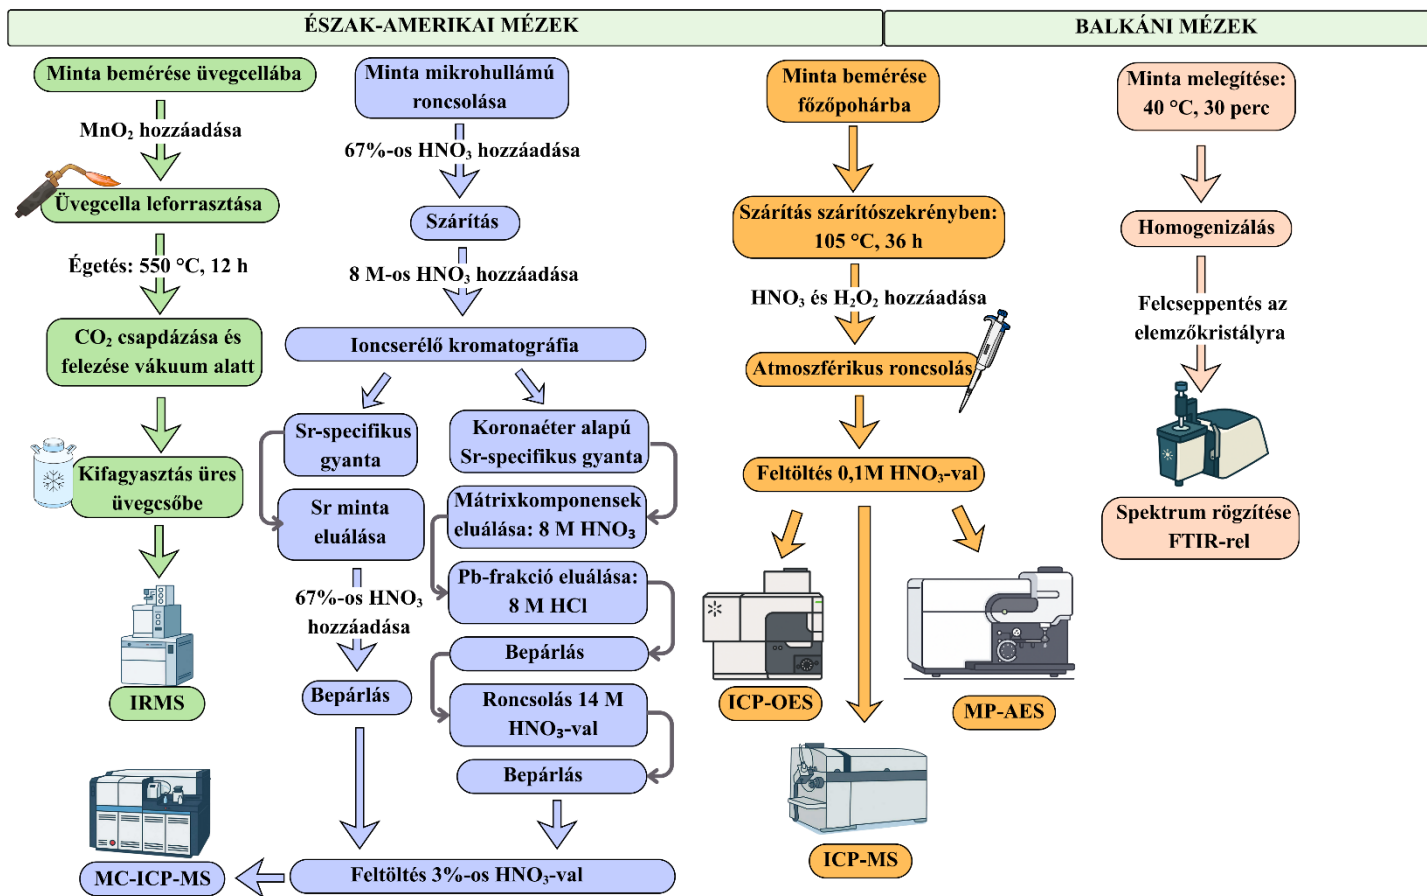 ÉSZAK-AMERIKAI MÉZEK
BALKÁNI MÉZEK
Minta bemérése üvegcellába
MnO₂ hozzáadása
Üvegcella leforrasztása
Égetés: 550 °C, 12 h
CO₂ csapdázása és
felezése vákuum alatt
Kifagyasztás üres
üvegcsőbe
IRMS
Minta mikrohullámú
roncsolása
67%-os HNO₃ hozzáadása
Szárítás
8 M-os HNO₃ hozzáadása
Ioncserélő kromatográfia
Sr-specifikus
gyanta
Sr minta
eluálása
67%-os HNO₃
hozzáadása
Bepárlás
Koronaéter alapú
Sr-specifikus gyanta
Mátrixkomponensek
eluálása: 8 M HNO₃
Pb-frakció eluálása:
8 M HCl
Bepárlás
Roncsolás 14 M
HNO₃-val
Bepárlás
Feltöltés 3%-os HNO₃-val
MC-ICP-MS
Minta bemérése
főzőpohárba
Szárítás szárítószekrényben:
105 °C, 36 h
HNO₃ és H₂O₂ hozzáadása
Atmoszférikus roncsolás
Feltöltés 0,1M HNO₃-val
ICP-OES
MP-AES
ICP-MS
Minta melegítése:
40 °C, 30 perc
Homogenizálás
Felcseppentés az
elemzőkristályra
Spektrum rögzítése
FTIR-rel